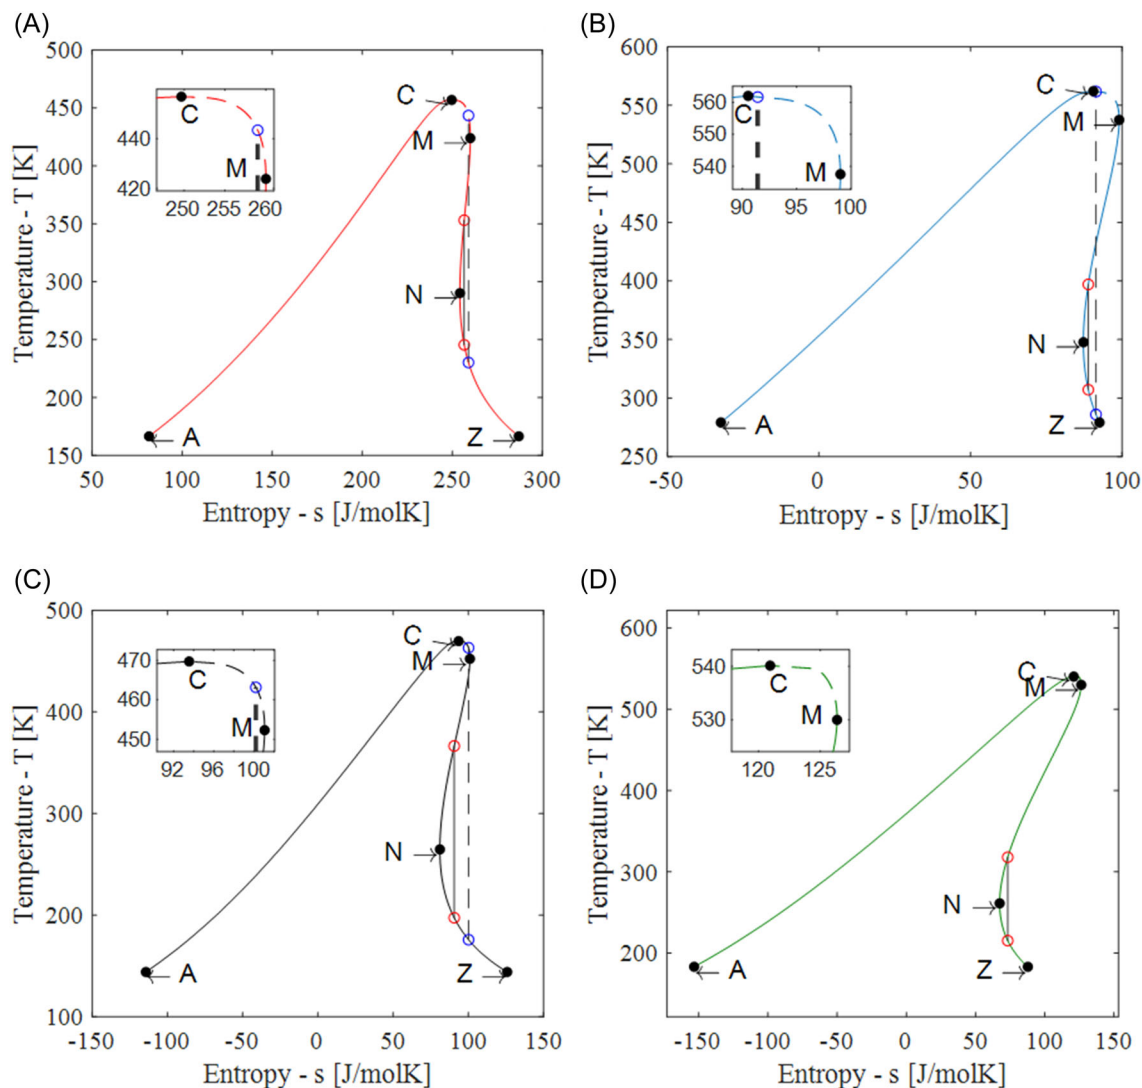 (A)
500
450
400
350
300
250
200
150
50
100
150
200
250
300
Temperature - T [K]
Entropy - s [J/molK]
440
420
250
255
260
C
M
C
M
N
A
Z
(B)
600
550
500
450
400
350
300
250
-50
0
50
100
Temperature - T [K]
Entropy - s [J/molK]
560
550
540
90
95
100
C
M
C
M
N
A
Z
(C)
500
400
300
200
100
-150
-100
-50
0
50
100
150
Temperature - T [K]
Entropy - s [J/molK]
470
460
450
92
96
100
C
M
C
M
N
A
Z
(D)
600
500
400
300
200
-150
-100
-50
0
50
100
150
Temperature - T [K]
Entropy - s [J/molK]
540
530
120
125
C
M
C
M
N
A
Z